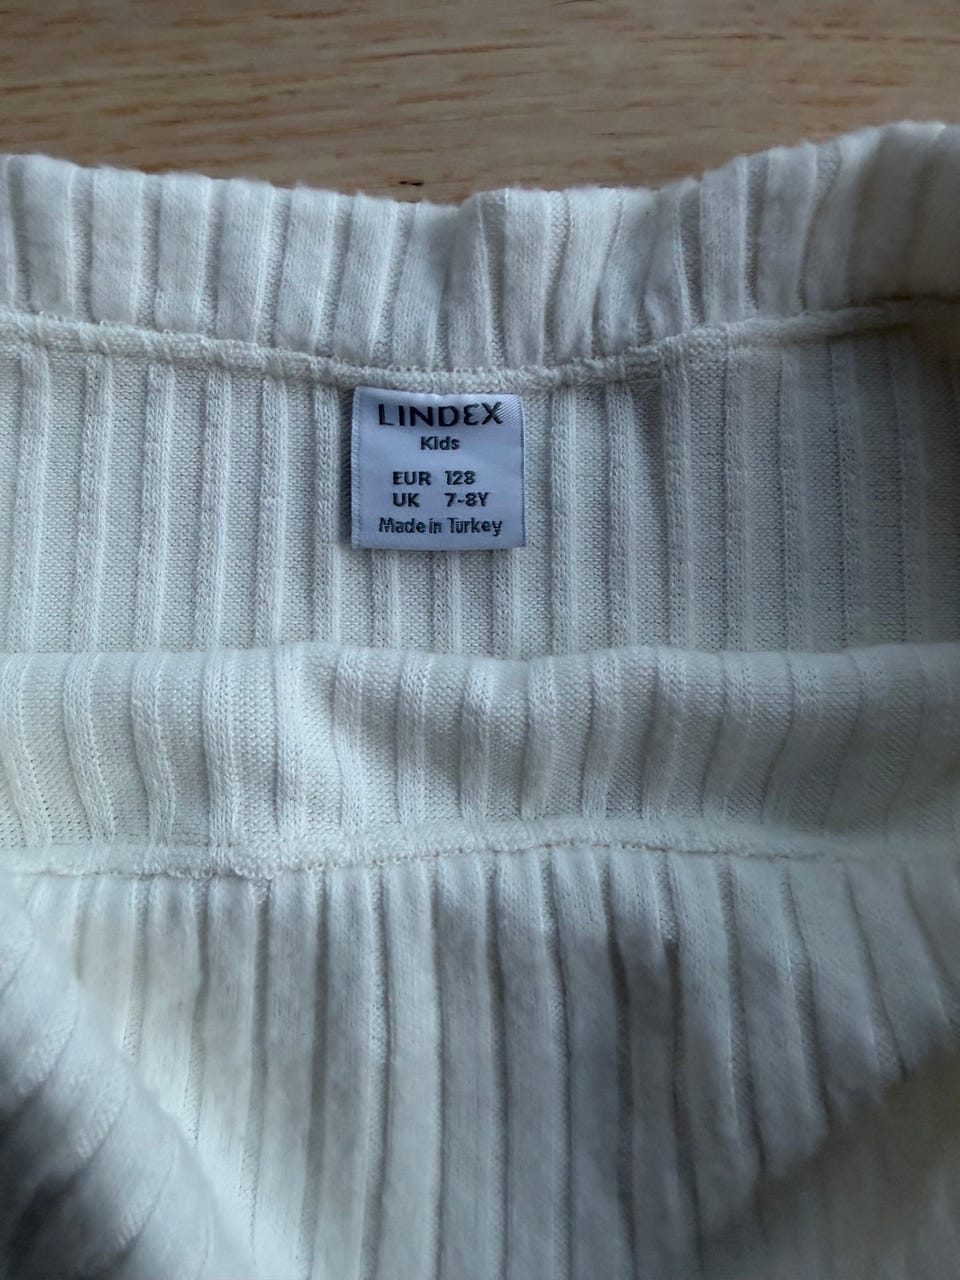 LINDEX
Kids
EUR 128
UK 7-8Y
Made in Turkey